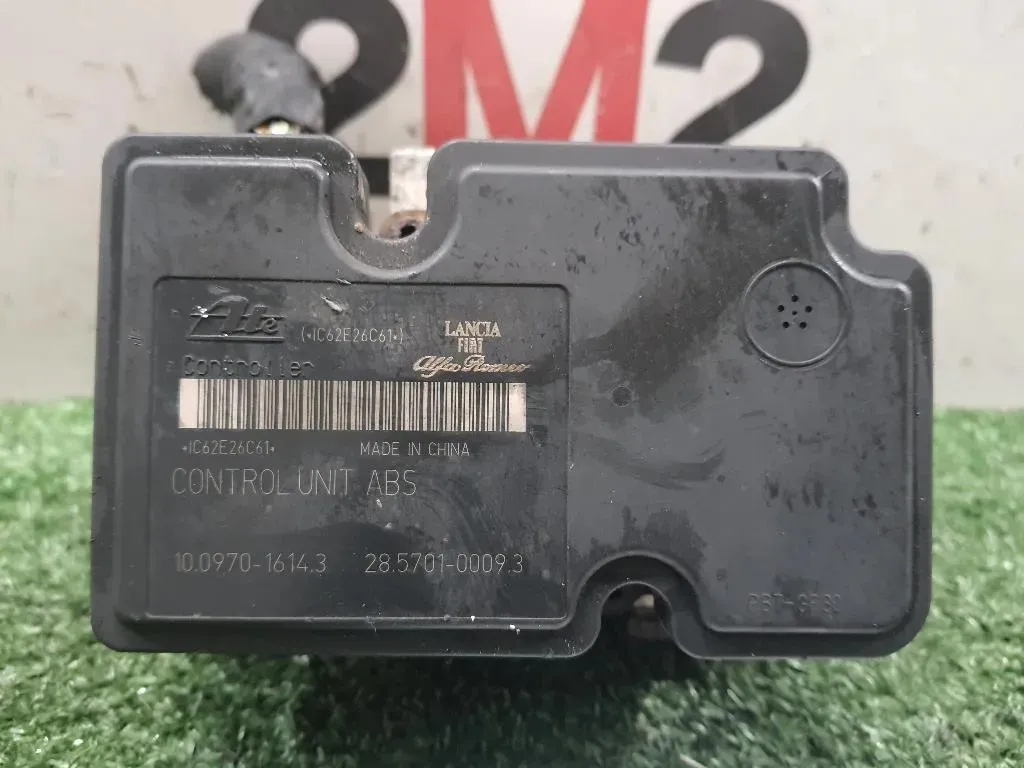 2M2
Ate (*IC62E26C61*) LANCIA
FIAT
Controller Alfa Romeo
*IC62E26C61* MADE IN CHINA
CONTROL UNIT ABS
10.0970-1614.3 28.5701-0009.3